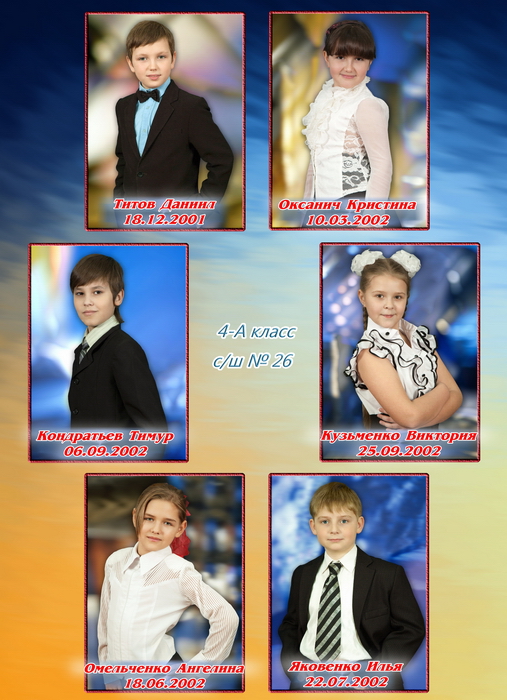 Титов Даниил
18.12.2001
Оксанич Кристина
10.03.2002
Кондратьев Тимур
06.09.2002
4-А класс
с/ш № 26
Кузьменко Виктория
25.09.2002
Омельченко Ангелина
18.06.2002
Яковенко Илья
22.07.2002